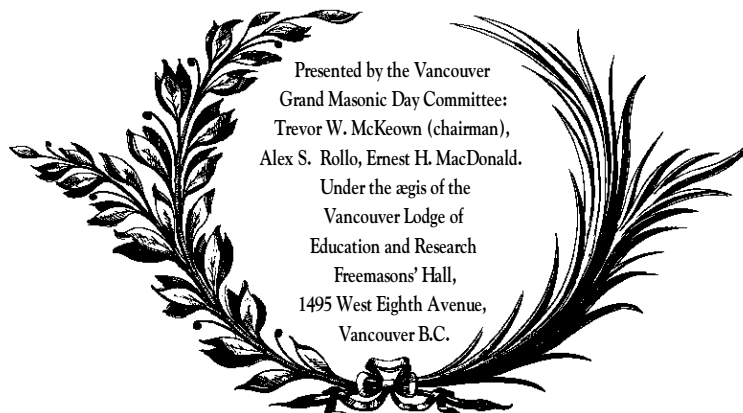 Presented by the Vancouver
Grand Masonic Day Committee:
Trevor W. McKeown (chairman),
Alex S. Rollo, Ernest H. MacDonald.
Under the ægis of the
Vancouver Lodge of
Education and Research
Freemasons' Hall,
1495 West Eighth Avenue,
Vancouver B.C.